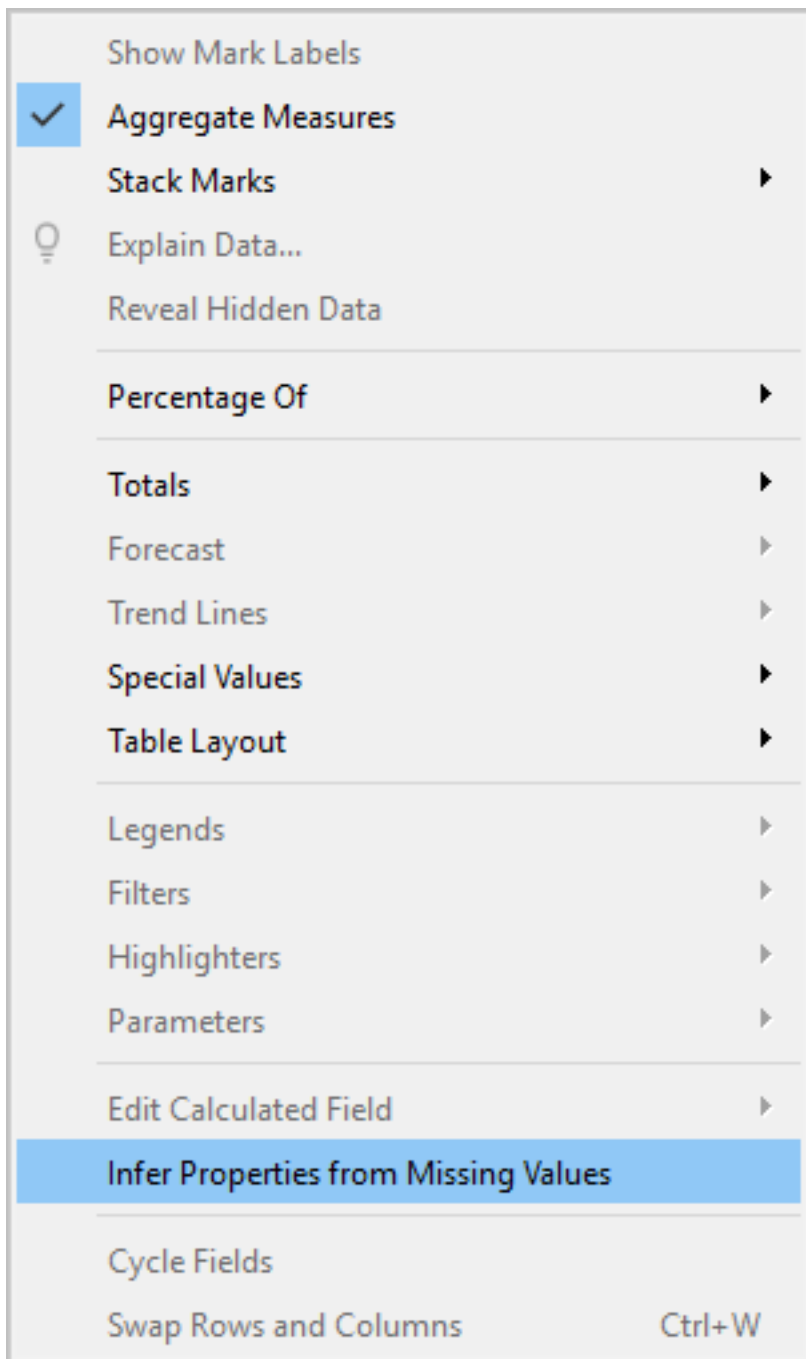 Show Mark Labels
Aggregate Measures
Stack Marks
Explain Data...
Reveal Hidden Data
Percentage Of
Totals
Forecast
Trend Lines
Special Values
Table Layout
Legends
Filters
Highlighters
Parameters
Edit Calculated Field
Infer Properties from Missing Values
Cycle Fields
Swap Rows and Columns Ctrl+W